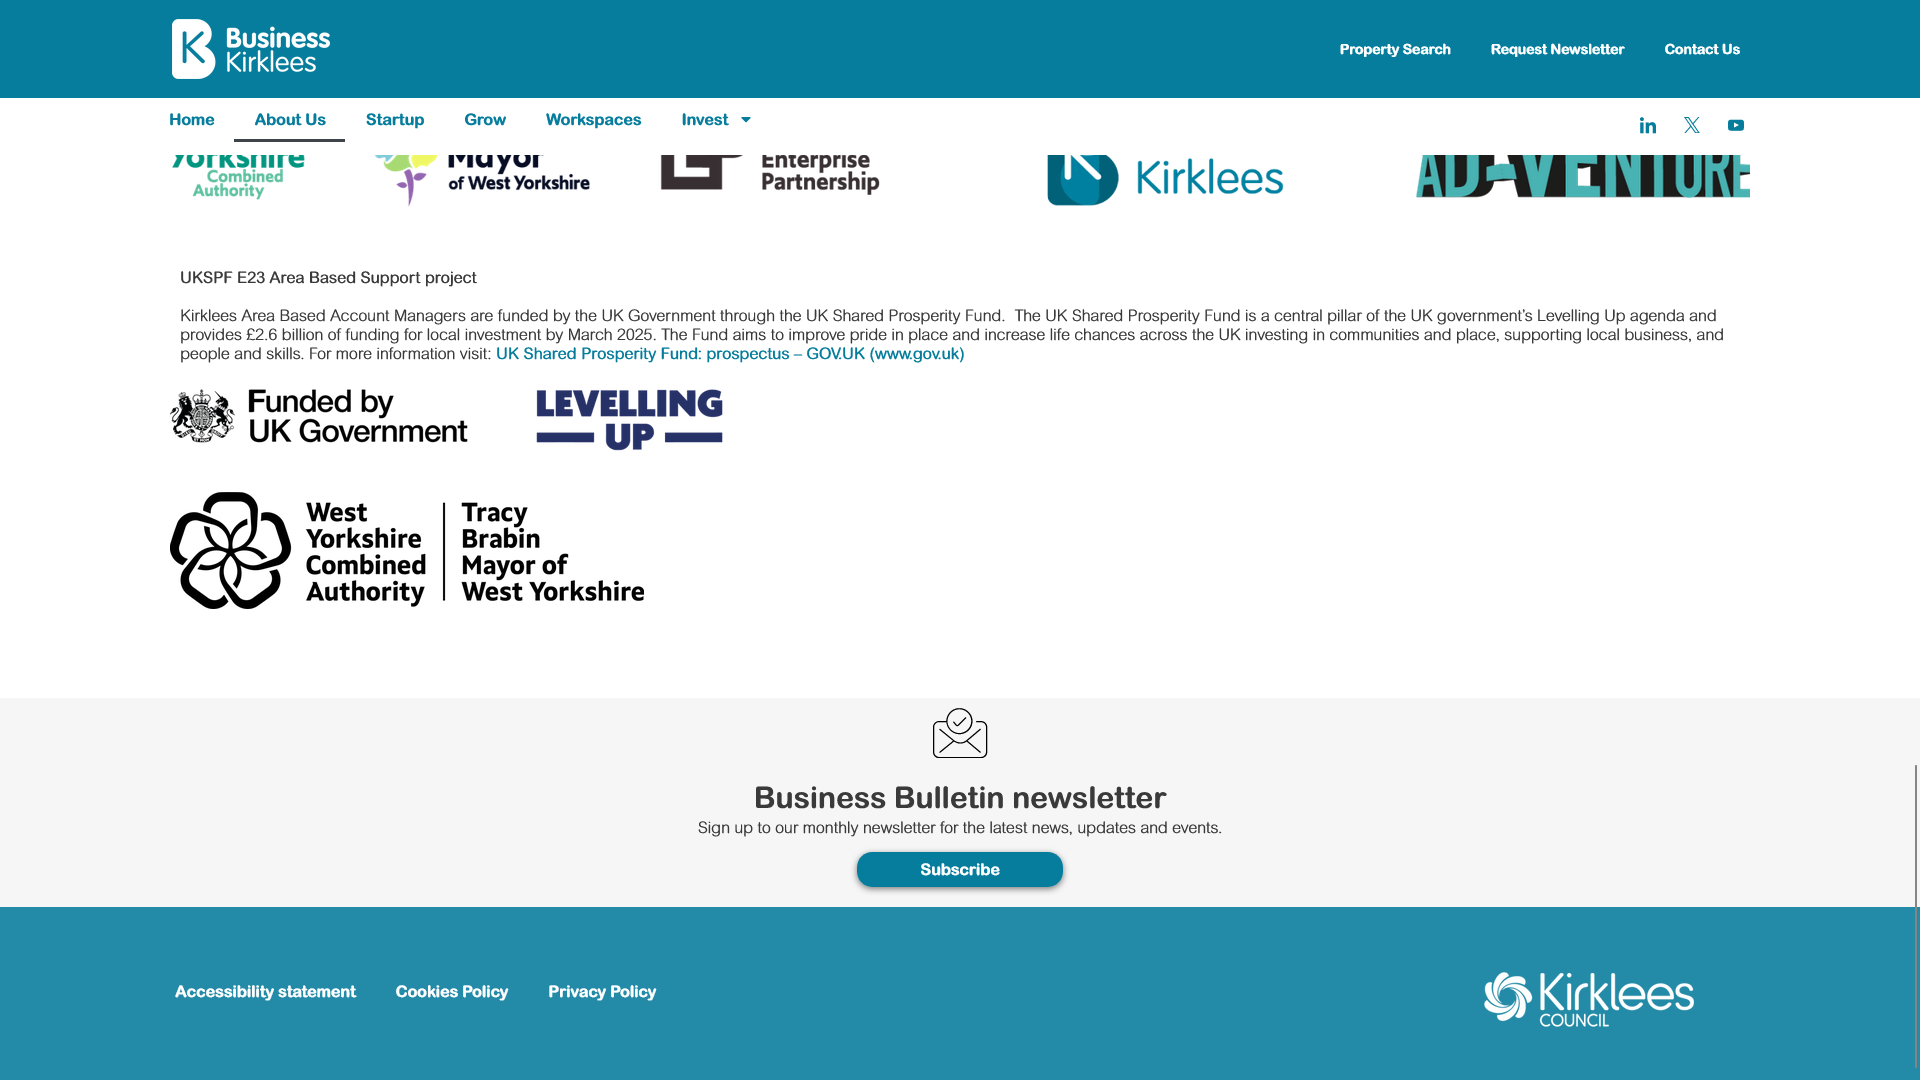 Business
Kirklees
Property Search
Request Newsletter
Contact Us
Home
About Us
Startup
Grow
Workspaces
Invest
in
X
Yorkshire
Combined
Authority
Mayor
of West Yorkshire
Enterprise
Partnership
Kirklees
AD-VENTURE
UKSPF E23 Area Based Support project
Kirklees Area Based Account Managers are funded by the UK Government through the UK Shared Prosperity Fund.  The UK Shared Prosperity Fund is a central pillar of the UK government's Levelling Up agenda and
provides £2.6 billion of funding for local investment by March 2025. The Fund aims to improve pride in place and increase life chances across the UK investing in communities and place, supporting local business, and
people and skills. For more information visit: UK Shared Prosperity Fund: prospectus – GOV.UK (www.gov.uk)
Funded by
UK Government
LEVELLING
UP
West
Yorkshire
Combined
Authority
Tracy
Brabin
Mayor of
West Yorkshire
Business Bulletin newsletter
Sign up to our monthly newsletter for the latest news, updates and events.
Subscribe
Accessibility statement
Cookies Policy
Privacy Policy
Kirklees
COUNCIL